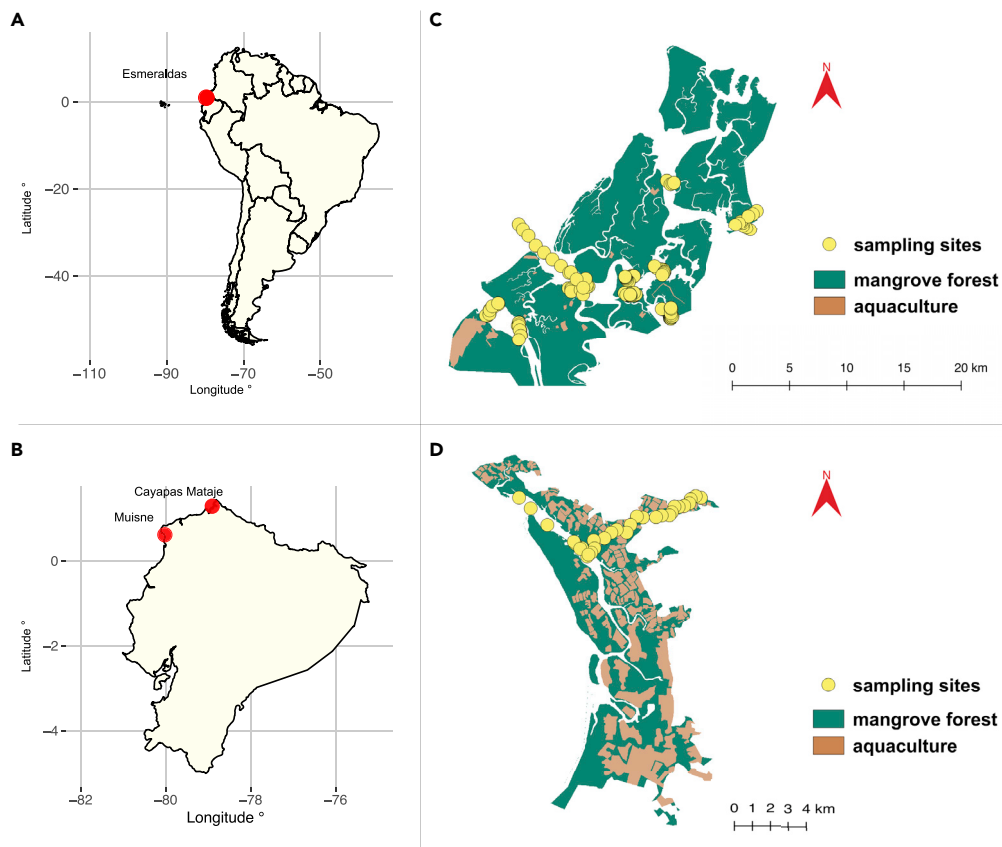 A
Esmeraldas
0
−20
−40
Latitude °
−110
−90
−70
−50
Longitude °
C
N
sampling sites
mangrove forest
aquaculture
0 5 10 15 20 km
B
Cayapas Mataje
Muisne
0
−2
−4
Latitude °
−82
−80
−78
−76
Longitude °
D
N
sampling sites
mangrove forest
aquaculture
0 1 2 3 4 km